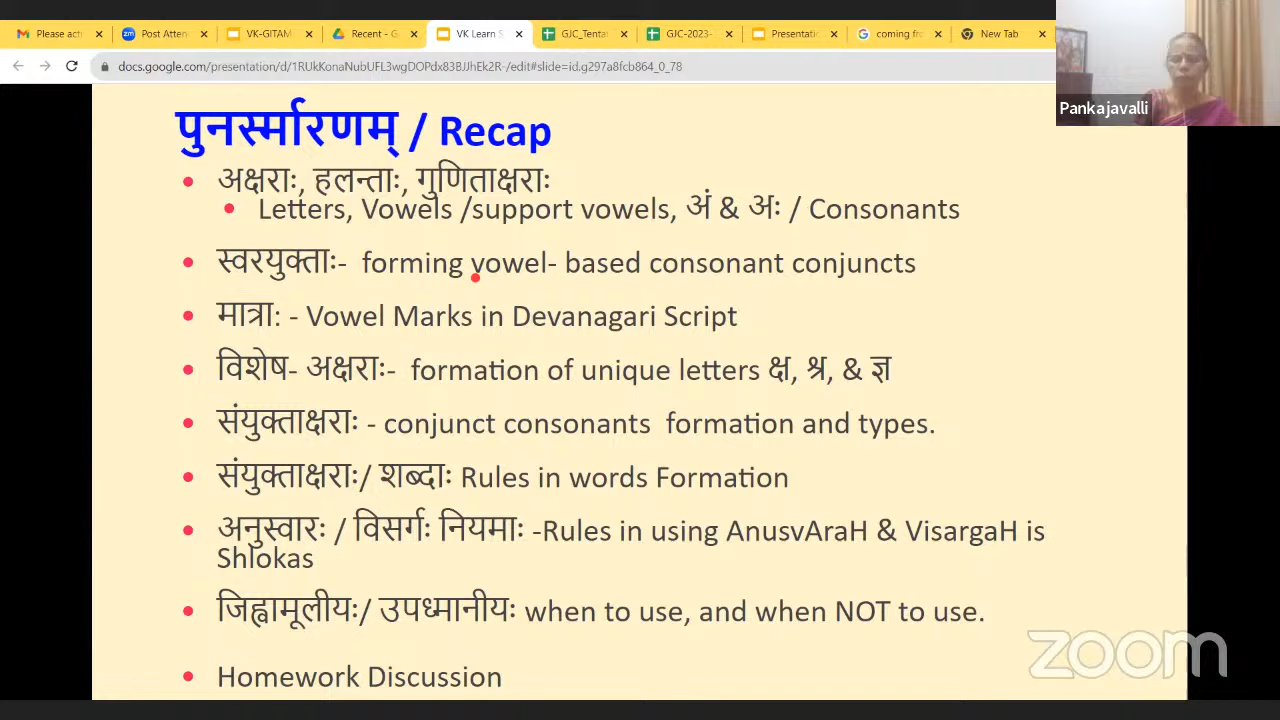 Please acti
Post Atten
VK-GITAM
Recent - G
VK Learn S
GJC_Tenta
GJC-2023-
Presentatio
coming fro
New Tab
docs.google.com/presentation/d/1RUkKonaNubUFL3wgDOPdx83BJJhEk2R-/edit#slide=id.g297a8fcb864_0_78
Pankajavalli
पुनर्स्मारणम् / Recap
अक्षराः, हलन्ताः, गुणिताक्षराः
Letters, Vowels /support vowels, अं & अः / Consonants
स्वरयुक्ताः- forming vowel- based consonant conjuncts
मात्रा: - Vowel Marks in Devanagari Script
विशेष- अक्षराः- formation of unique letters क्ष, श्र, & ज्ञ
संयुक्ताक्षराः - conjunct consonants formation and types.
संयुक्ताक्षराः/ शब्दाः Rules in words Formation
अनुस्वारः / विसर्गः नियमाः -Rules in using AnusvAraH & VisargaH is
Shlokas
जिह्वामूलीयः/ उपध्मानीयः when to use, and when NOT to use.
Homework Discussion
zoom